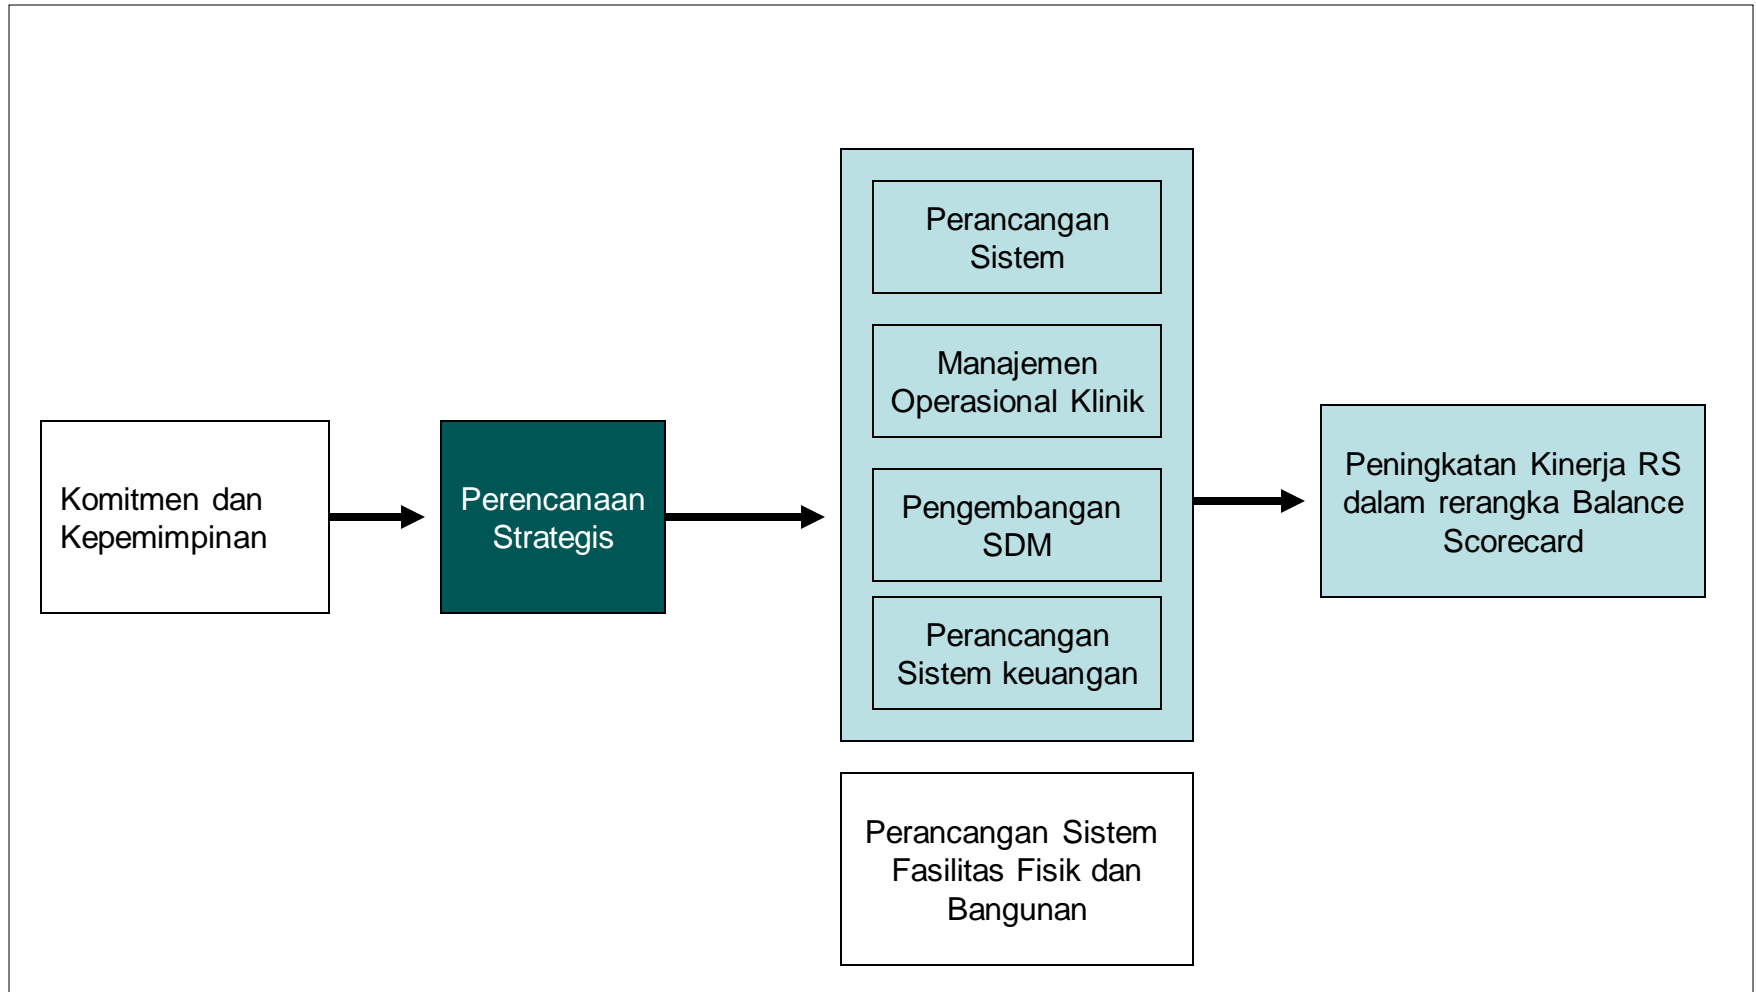 Komitmen dan
Kepemimpinan
Perencanaan
Strategis
Perancangan
Sistem
Manajemen
Operasional Klinik
Pengembangan
SDM
Perancangan
Sistem keuangan
Perancangan Sistem
Fasilitas Fisik dan
Bangunan
Peningkatan Kinerja RS
dalam rerangka Balance
Scorecard